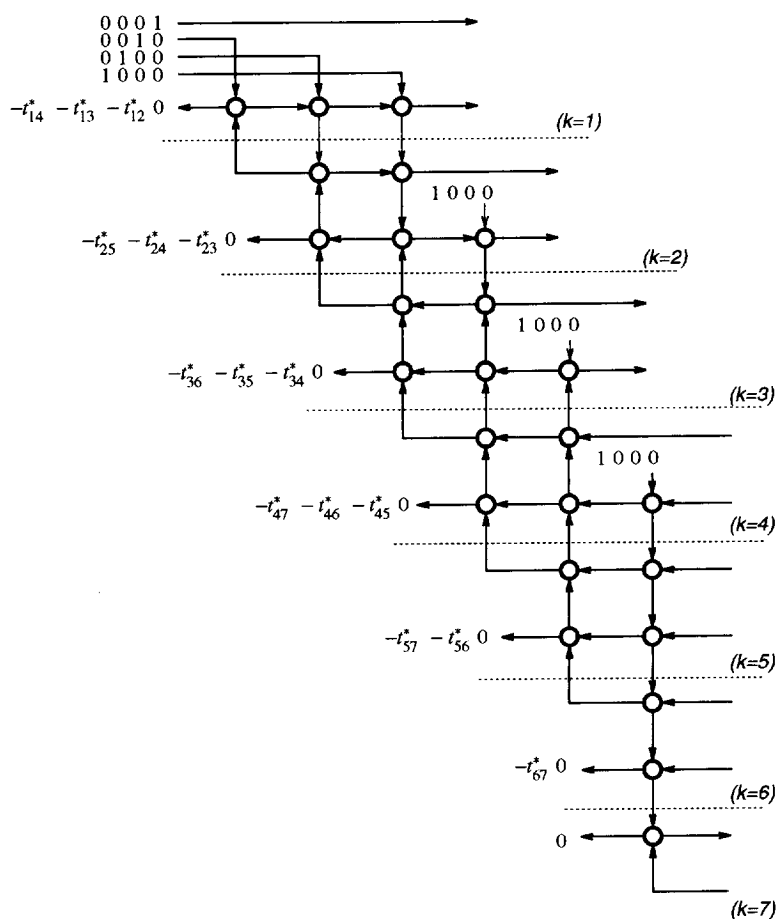 0 0 0 1
0 0 1 0
0 1 0 0
1 0 0 0
−t*14 −t*13 −t*12 0
(k=1)
1 0 0 0
−t*25 −t*24 −t*23 0
(k=2)
1 0 0 0
−t*36 −t*35 −t*34 0
(k=3)
1 0 0 0
−t*47 −t*46 −t*45 0
(k=4)
−t*57 −t*56 0
(k=5)
−t*67 0
(k=6)
0
(k=7)